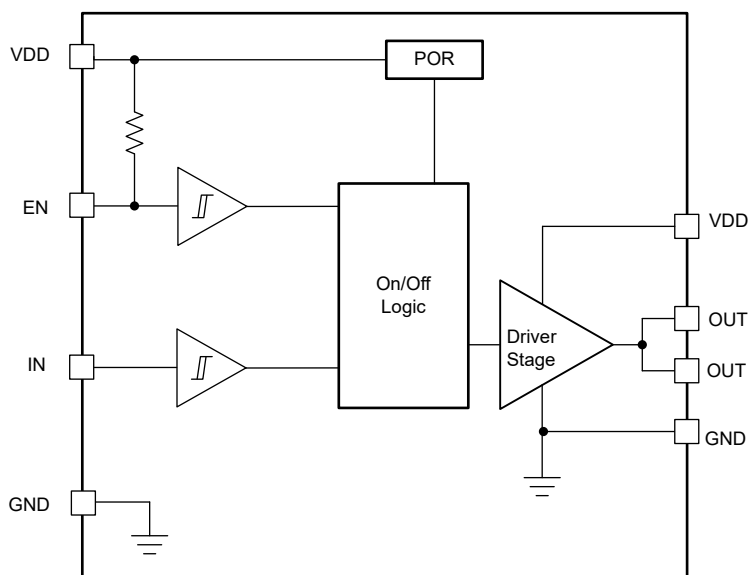 VDD
POR
EN
VDD
On/Off
Logic
OUT
Driver
Stage
IN
OUT
GND
GND